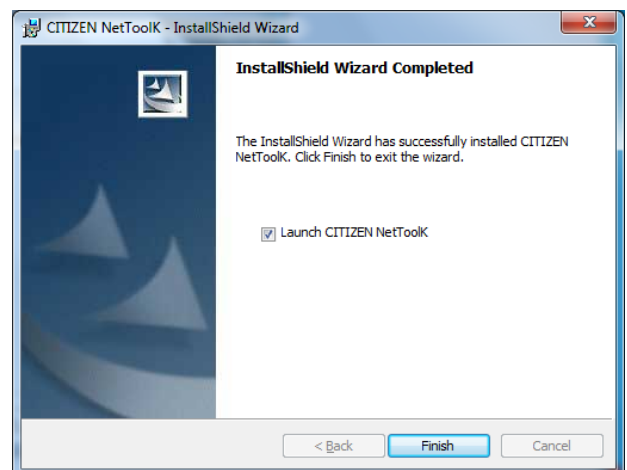 CITIZEN NetToolK - InstallShield Wizard
InstallShield Wizard Completed
The InstallShield Wizard has successfully installed CITIZEN
NetToolK. Click Finish to exit the wizard.
Launch CITIZEN NetToolK
< Back
Finish
Cancel